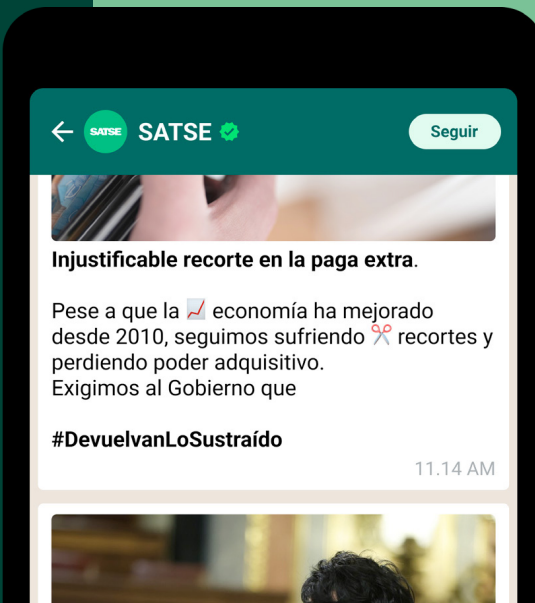 SATSE SATSE
Seguir
Injustificable recorte en la paga extra.
Pese a que la 📈 economía ha mejorado
desde 2010, seguimos sufriendo ✂️ recortes y
perdiendo poder adquisitivo.
Exigimos al Gobierno que
#DevuelvanLoSustraído
11.14 AM